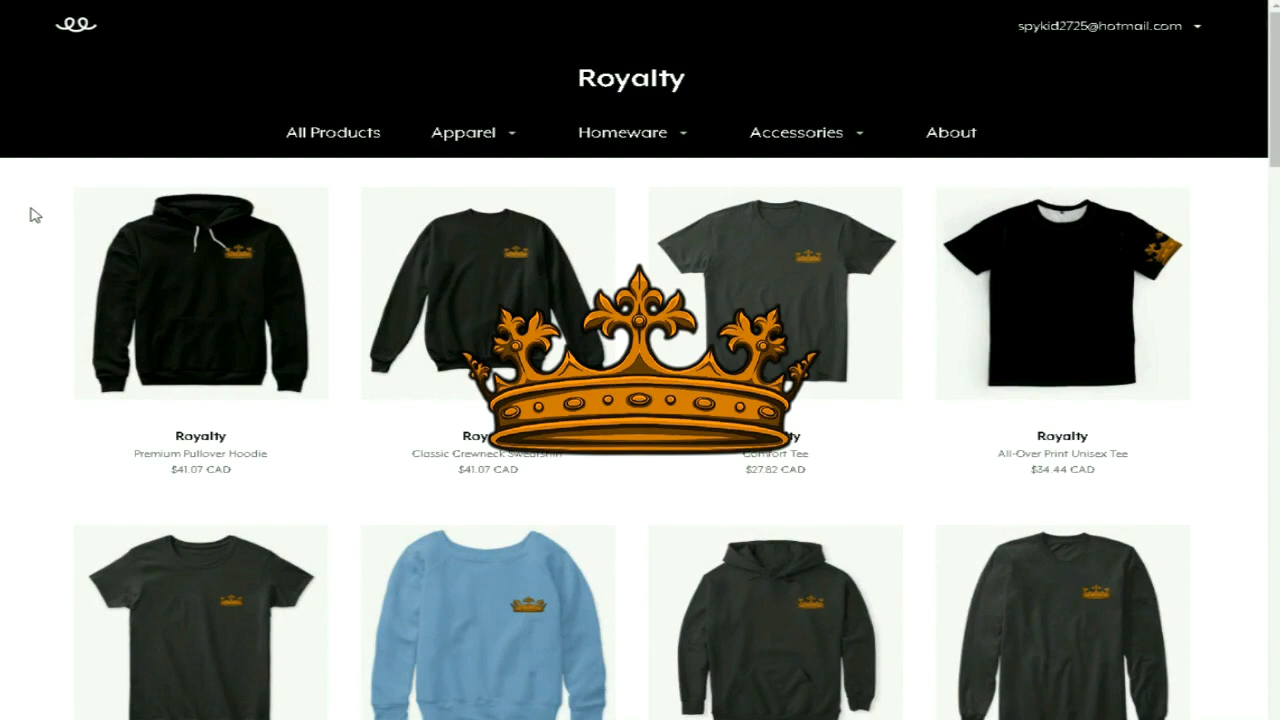 spykid2725@hotmail.com
Royalty
All Products Apparel Homeware Accessories About
Royalty
Premium Pullover Hoodie
$41.07 CAD
Classic Crewneck
$41.07 CAD
Comfort Tee
$27.82 CAD
Royalty
All-Over Print Unisex Tee
$34.44 CAD